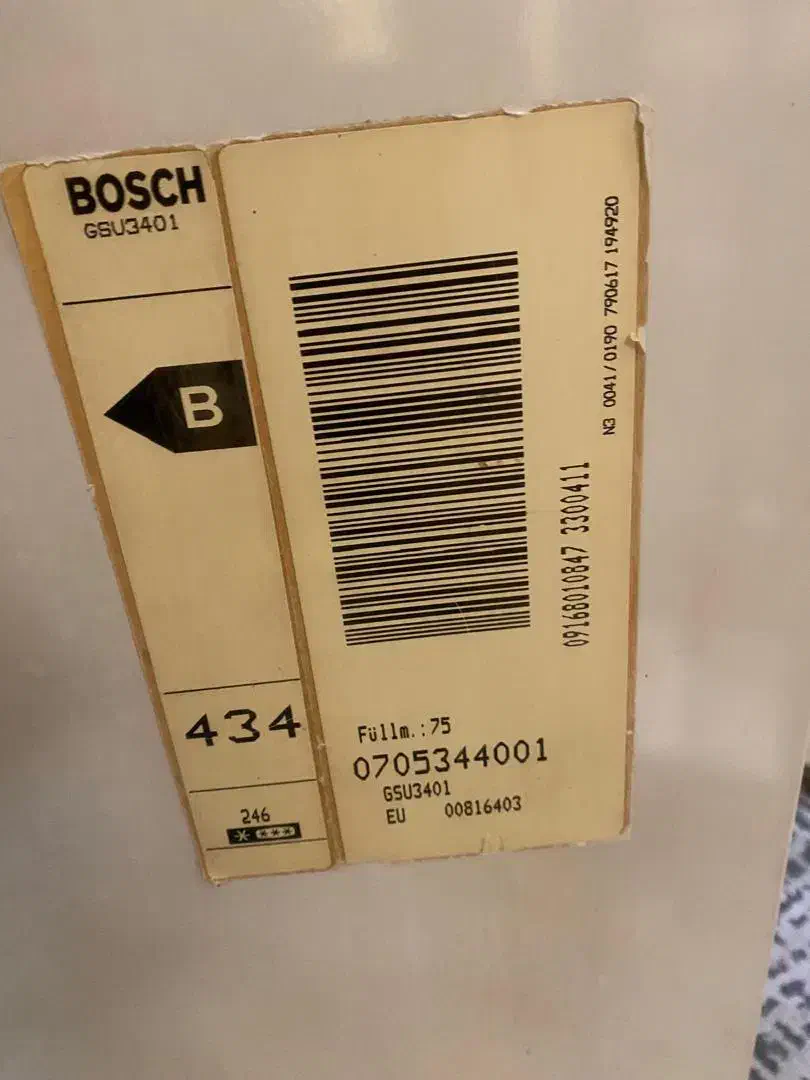 BOSCH
GSU3401
B
434
246
N3 0041/0190 790617 194920
09168010847 3300411
Füllm.:75
0705344001
GSU3401
EU 00816403